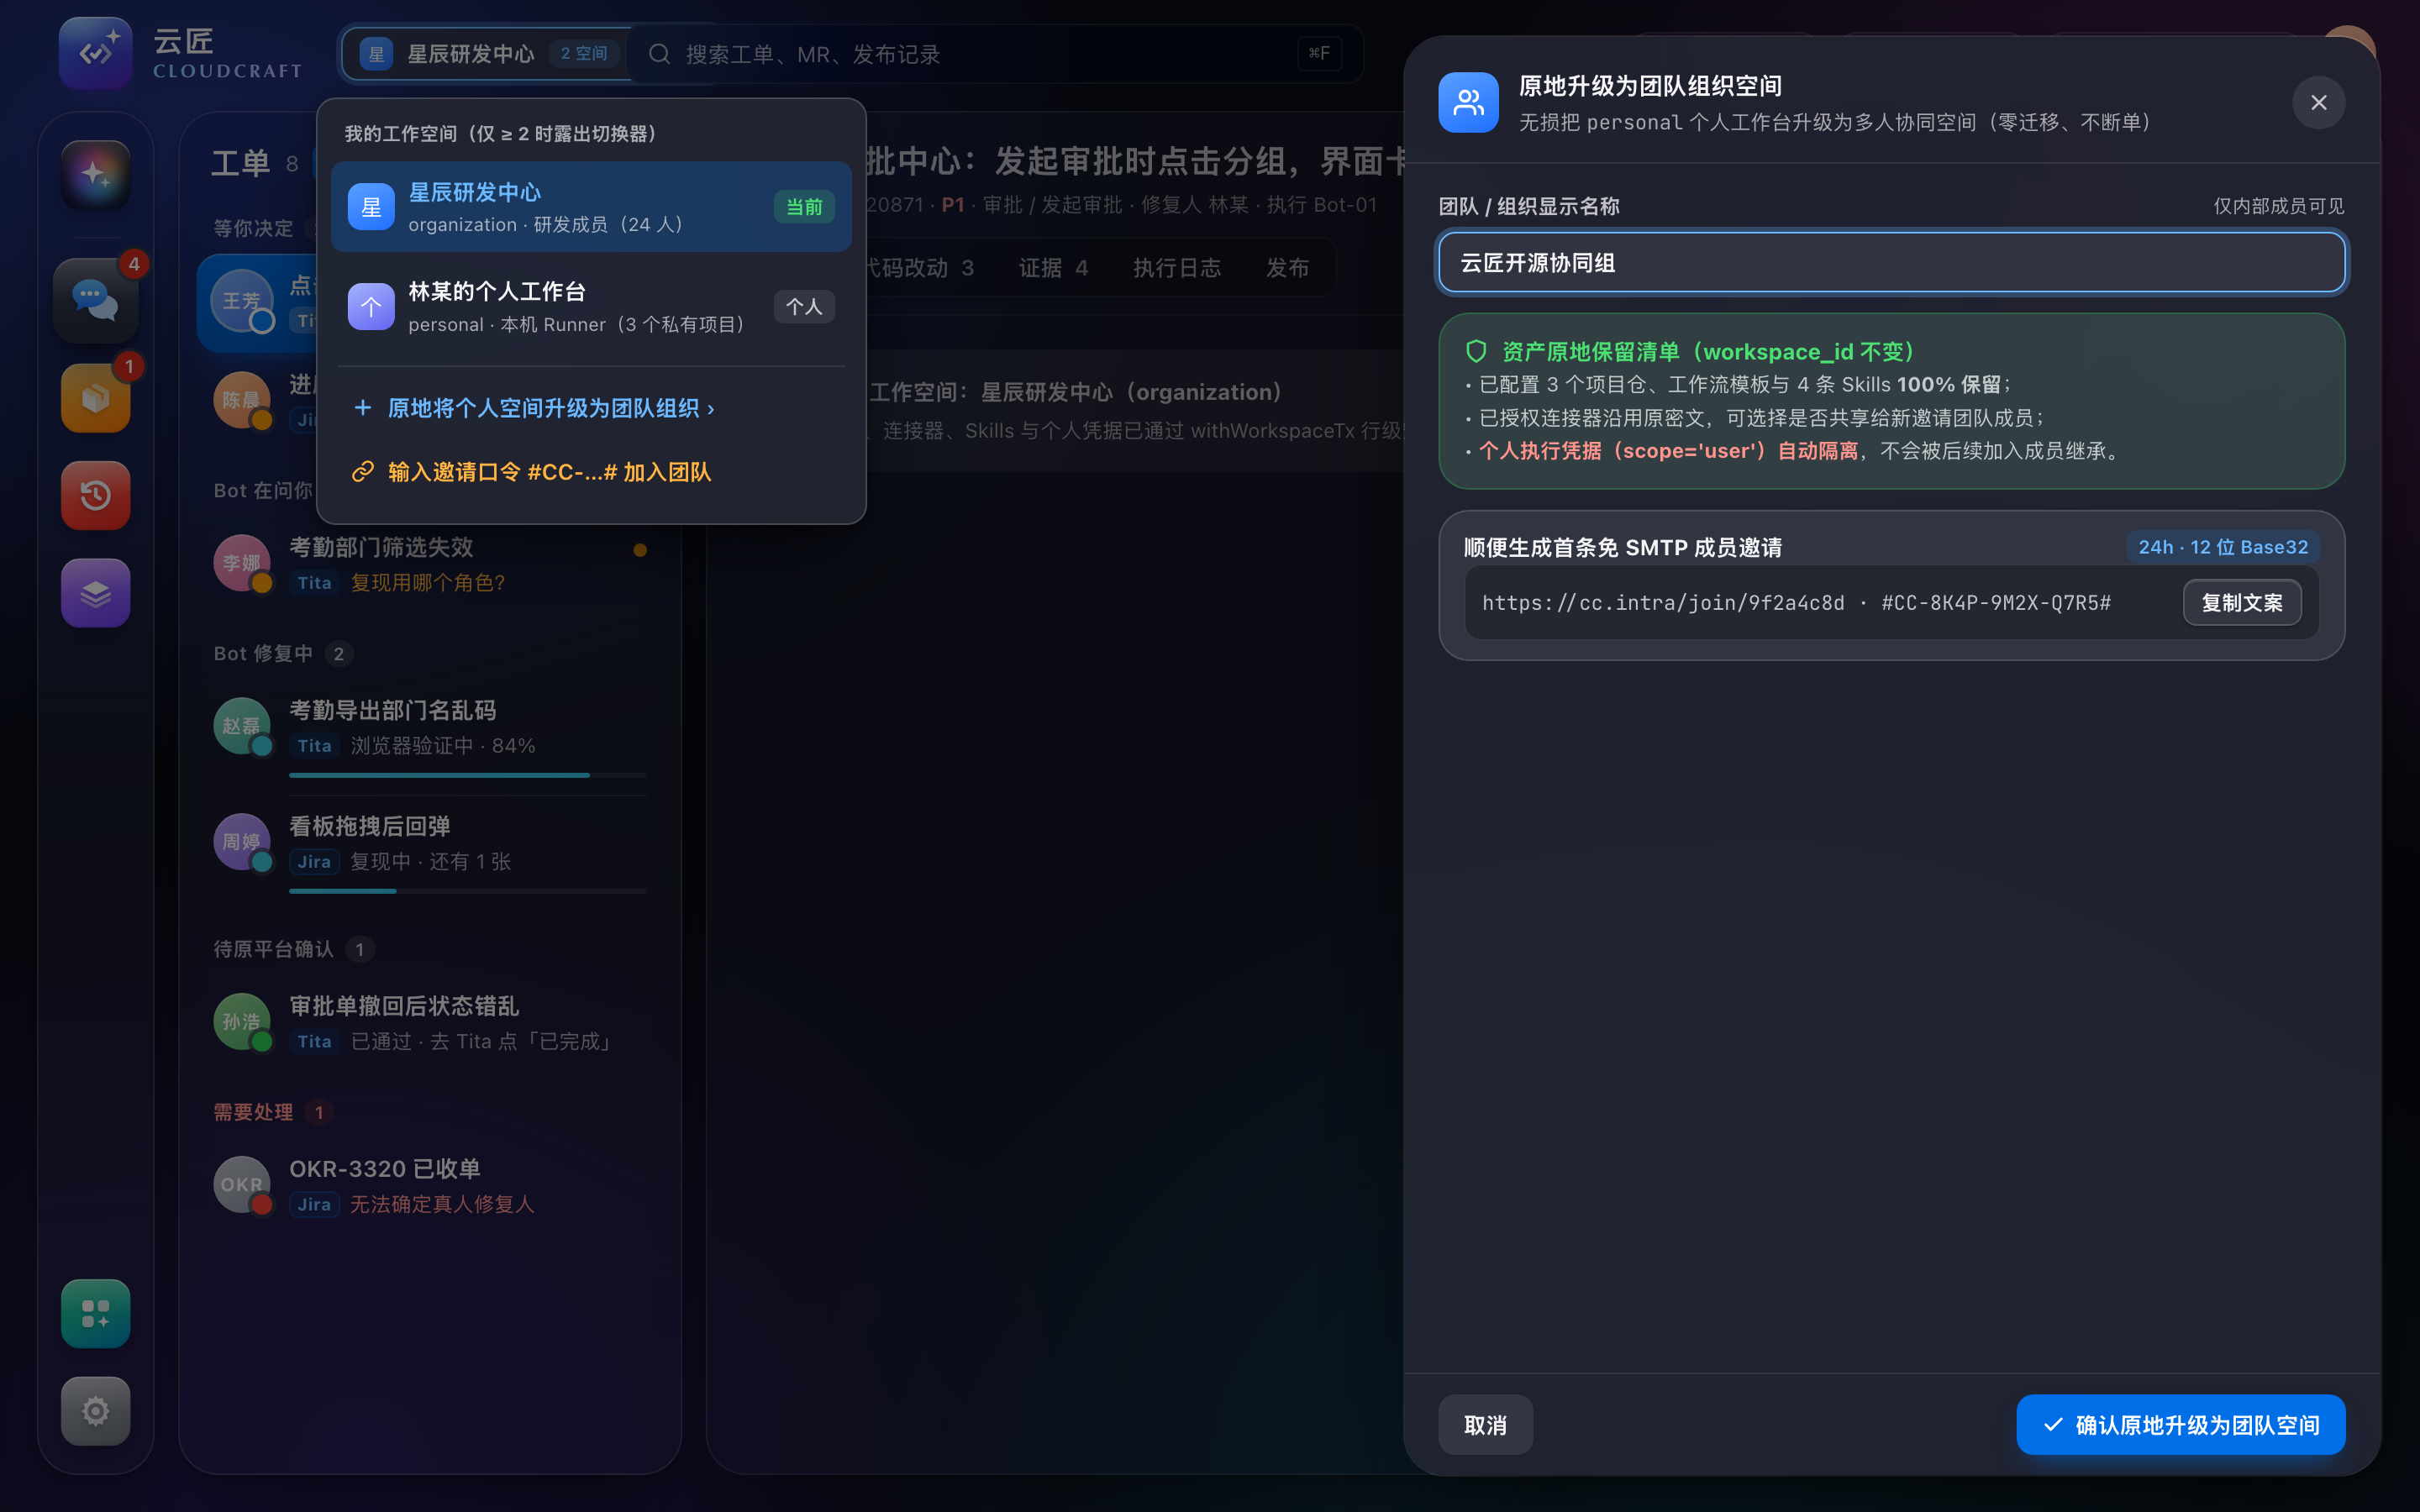 云匠
CLOUDCRAFT
星 星辰研发中心 2 空间
搜索工单、MR、发布记录 ⌘F
我的工作空间（仅 ≥ 2 时露出切换器）
星 星辰研发中心 当前
organization · 研发成员（24 人）
个 林某的个人工作台 个人
personal · 本机 Runner（3 个私有项目）
原地将个人空间升级为团队组织 ›
输入邀请口令 #CC-...# 加入团队
4
1
工单 8
等你决定
王芳
陈晨
Bot 在问你
李娜 考勤部门筛选失效
Tita 复现用哪个角色？
Bot 修复中 2
赵磊 考勤导出部门名乱码
Tita 浏览器验证中 · 84%
周婷 看板拖拽后回弹
Jira 复现中 · 还有 1 张
待原平台确认 1
孙浩 审批单撤回后状态错乱
Tita 已通过 · 去 Tita 点「已完成」
需要处理 1
OKR OKR-3320 已收单
Jira 无法确定真人修复人
批中心：发起审批时点击分组，界面卡
20871 · P1 · 审批 / 发起审批 · 修复人 林某 · 执行 Bot-01
代码改动 3 证据 4 执行日志 发布
工作空间：星辰研发中心（organization）
、连接器、Skills 与个人凭据已通过 withWorkspaceTx 行级
原地升级为团队组织空间
无损把 personal 个人工作台升级为多人协同空间（零迁移、不断单）
团队 / 组织显示名称 仅内部成员可见
云匠开源协同组
资产原地保留清单（workspace_id 不变）
• 已配置 3 个项目仓、工作流模板与 4 条 Skills 100% 保留；
• 已授权连接器沿用原密文，可选择是否共享给新邀请团队成员；
• 个人执行凭据（scope='user'）自动隔离，不会被后续加入成员继承。
顺便生成首条免 SMTP 成员邀请 24h · 12 位 Base32
https://cc.intra/join/9f2a4c8d · #CC-8K4P-9M2X-Q7R5# 复制文案
取消 确认原地升级为团队空间